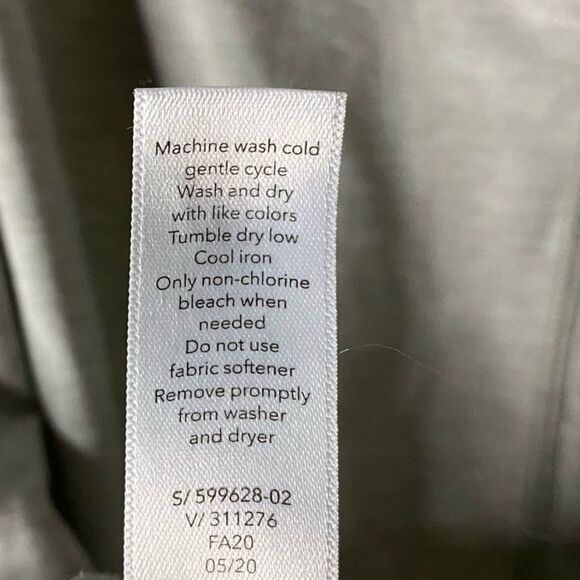 Machine wash cold
gentle cycle
Wash and dry
with like colors
Tumble dry low
Cool iron
Only non-chlorine
bleach when
needed
Do not use
fabric softener
Remove promptly
from washer
and dryer
S/ 599628-02
V/ 311276
FA20
05/20